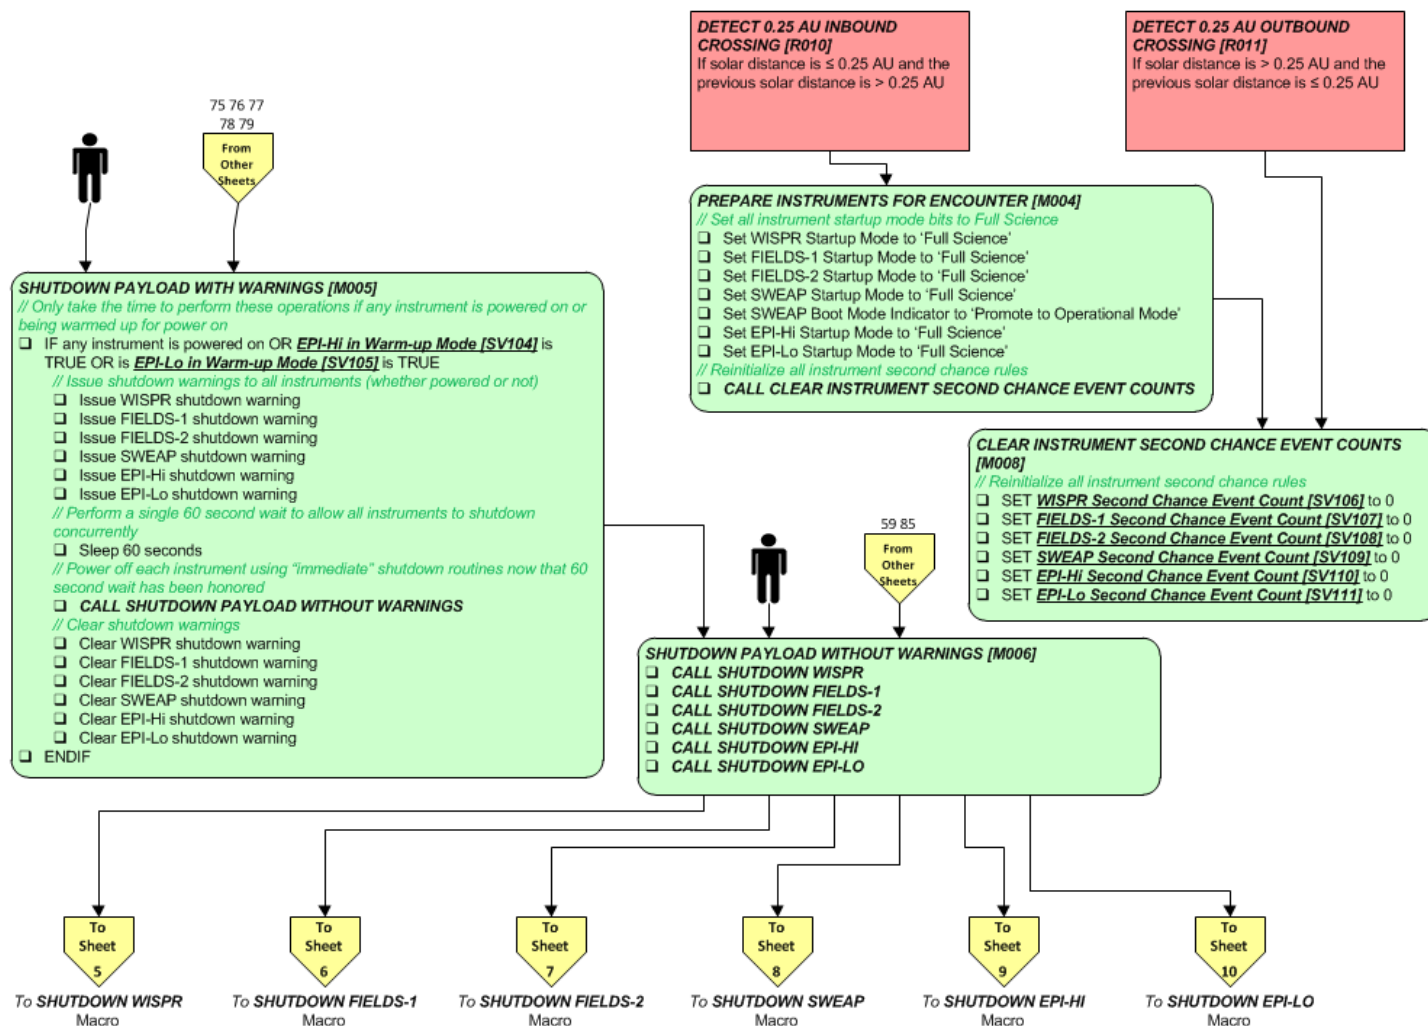 DETECT 0.25 AU INBOUND
CROSSING [R010]
If solar distance is ≤ 0.25 AU and the
previous solar distance is > 0.25 AU
DETECT 0.25 AU OUTBOUND
CROSSING [R011]
If solar distance is > 0.25 AU and the
previous solar distance is ≤ 0.25 AU
75 76 77
78 79
From
Other
Sheets
PREPARE INSTRUMENTS FOR ENCOUNTER [M004]
// Set all instrument startup mode bits to Full Science
❑ Set WISPR Startup Mode to ‘Full Science’
❑ Set FIELDS-1 Startup Mode to ‘Full Science’
❑ Set FIELDS-2 Startup Mode to ‘Full Science’
❑ Set SWEAP Startup Mode to ‘Full Science’
❑ Set SWEAP Boot Mode Indicator to ‘Promote to Operational Mode’
❑ Set EPI-Hi Startup Mode to ‘Full Science’
❑ Set EPI-Lo Startup Mode to ‘Full Science’
// Reinitialize all instrument second chance rules
❑ CALL CLEAR INSTRUMENT SECOND CHANCE EVENT COUNTS
SHUTDOWN PAYLOAD WITH WARNINGS [M005]
// Only take the time to perform these operations if any instrument is powered on or
being warmed up for power on
❑ IF any instrument is powered on OR EPI-Hi in Warm-up Mode [SV104] is
TRUE OR is EPI-Lo in Warm-up Mode [SV105] is TRUE
// Issue shutdown warnings to all instruments (whether powered or not)
❑ Issue WISPR shutdown warning
❑ Issue FIELDS-1 shutdown warning
❑ Issue FIELDS-2 shutdown warning
❑ Issue SWEAP shutdown warning
❑ Issue EPI-Hi shutdown warning
❑ Issue EPI-Lo shutdown warning
// Perform a single 60 second wait to allow all instruments to shutdown
concurrently
❑ Sleep 60 seconds
// Power off each instrument using “immediate” shutdown routines now that 60
second wait has been honored
❑ CALL SHUTDOWN PAYLOAD WITHOUT WARNINGS
// Clear shutdown warnings
❑ Clear WISPR shutdown warning
❑ Clear FIELDS-1 shutdown warning
❑ Clear FIELDS-2 shutdown warning
❑ Clear SWEAP shutdown warning
❑ Clear EPI-Hi shutdown warning
❑ Clear EPI-Lo shutdown warning
❑ ENDIF
CLEAR INSTRUMENT SECOND CHANCE EVENT COUNTS
[M008]
// Reinitialize all instrument second chance rules
❑ SET WISPR Second Chance Event Count [SV106] to 0
❑ SET FIELDS-1 Second Chance Event Count [SV107] to 0
❑ SET FIELDS-2 Second Chance Event Count [SV108] to 0
❑ SET SWEAP Second Chance Event Count [SV109] to 0
❑ SET EPI-Hi Second Chance Event Count [SV110] to 0
❑ SET EPI-Lo Second Chance Event Count [SV111] to 0
59 85
From
Other
Sheets
SHUTDOWN PAYLOAD WITHOUT WARNINGS [M006]
❑ CALL SHUTDOWN WISPR
❑ CALL SHUTDOWN FIELDS-1
❑ CALL SHUTDOWN FIELDS-2
❑ CALL SHUTDOWN SWEAP
❑ CALL SHUTDOWN EPI-HI
❑ CALL SHUTDOWN EPI-LO
To
Sheet
5
To SHUTDOWN WISPR
Macro
To
Sheet
6
To SHUTDOWN FIELDS-1
Macro
To
Sheet
7
To SHUTDOWN FIELDS-2
Macro
To
Sheet
8
To SHUTDOWN SWEAP
Macro
To
Sheet
9
To SHUTDOWN EPI-HI
Macro
To
Sheet
10
To SHUTDOWN EPI-LO
Macro